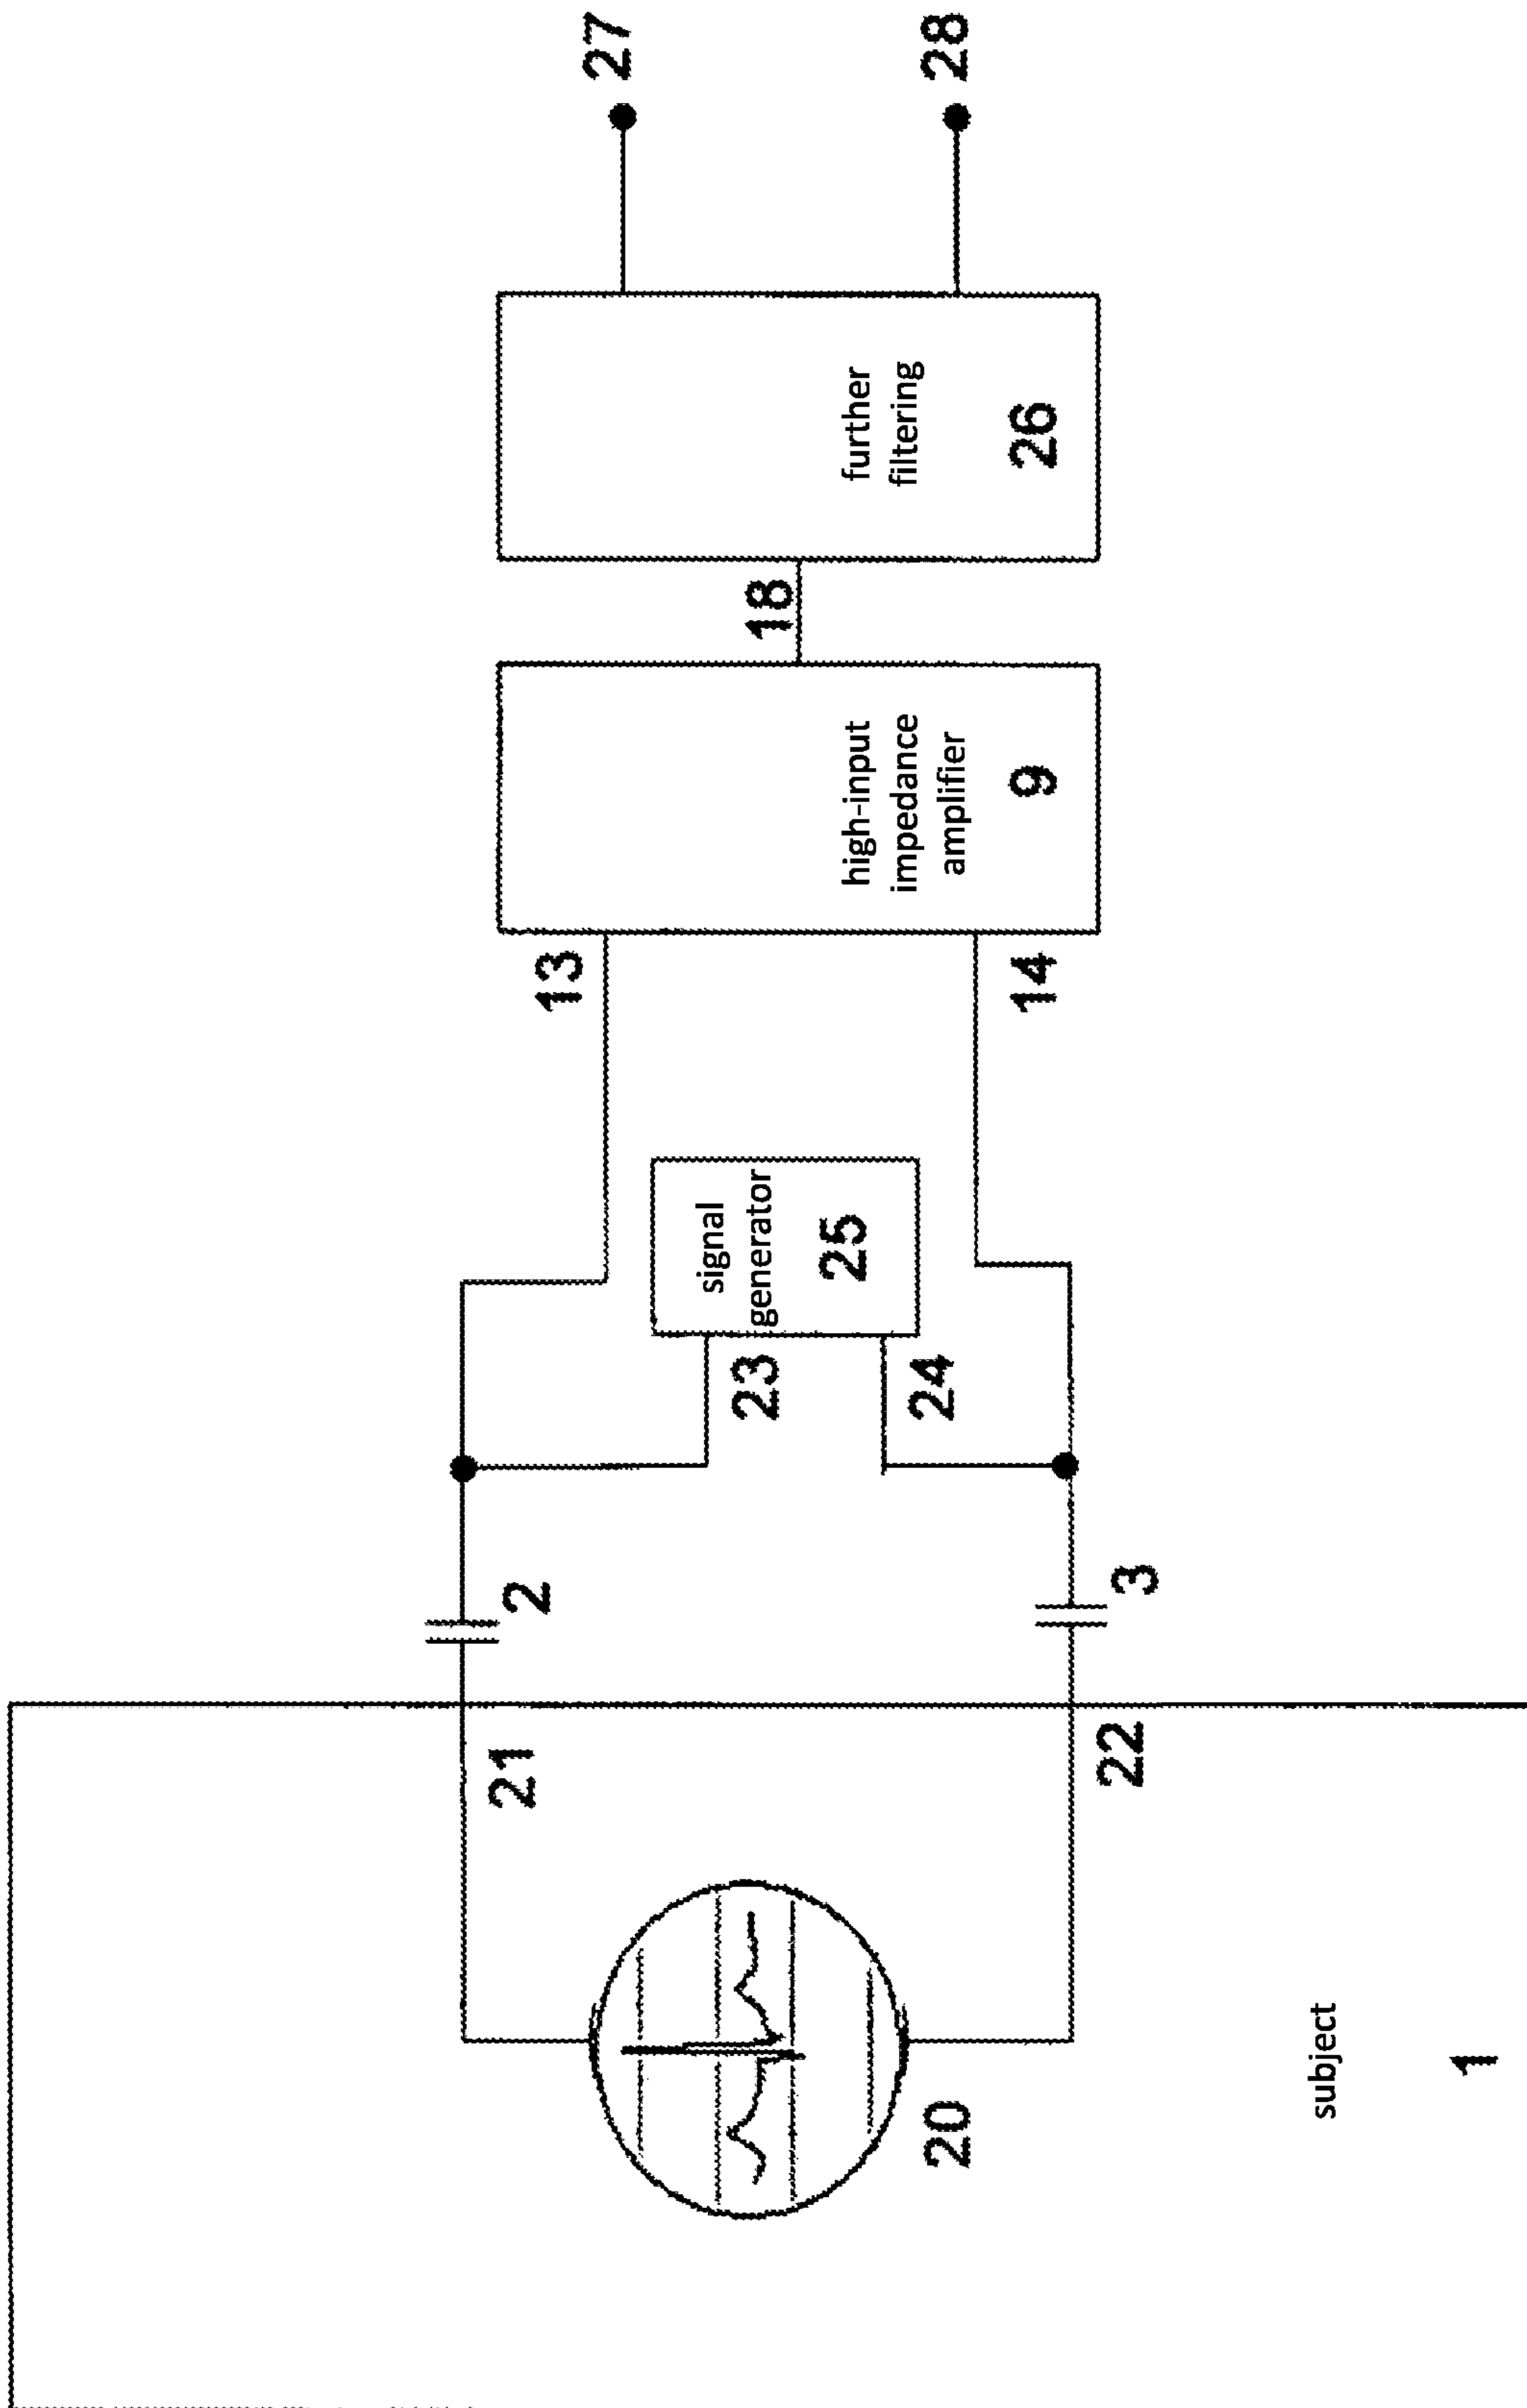 subject
1
20
21
22
2
3
23
24
signal
generator
25
13
14
high-input
impedance
amplifier
9
18
further
filtering
26
27
28